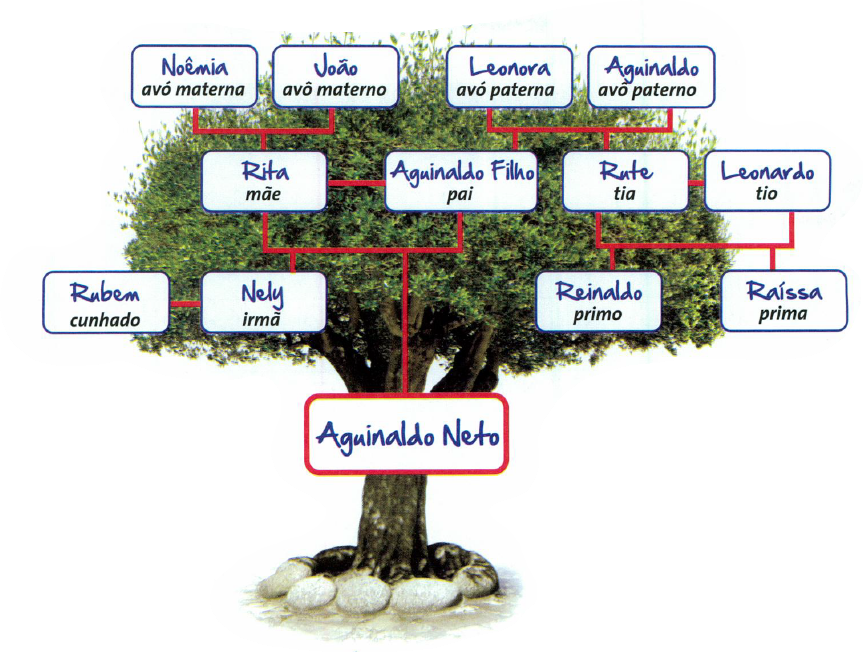 Noêmia
avó materna
João
avô materno
Leonora
avó paterna
Aguinaldo
avô paterno
Rita
mãe
Aguinaldo Filho
pai
Rute
tia
Leonardo
tio
Rubem
cunhado
Nely
irmã
Reinaldo
primo
Raíssa
prima
Aguinaldo Neto